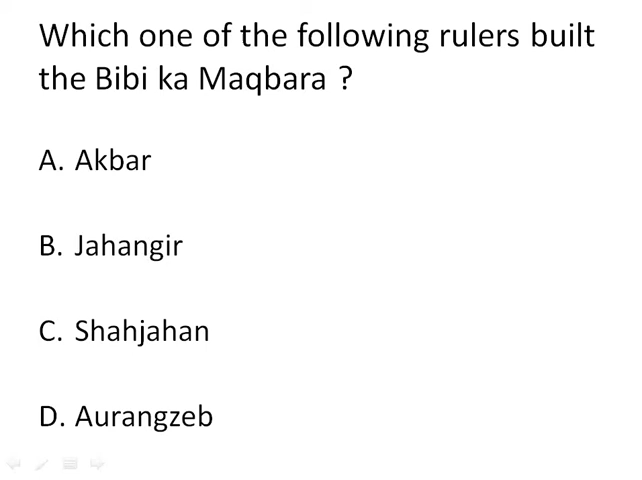 Which one of the following rulers built
the Bibi ka Maqbara ?
A. Akbar
B. Jahangir
C. Shahjahan
D. Aurangzeb